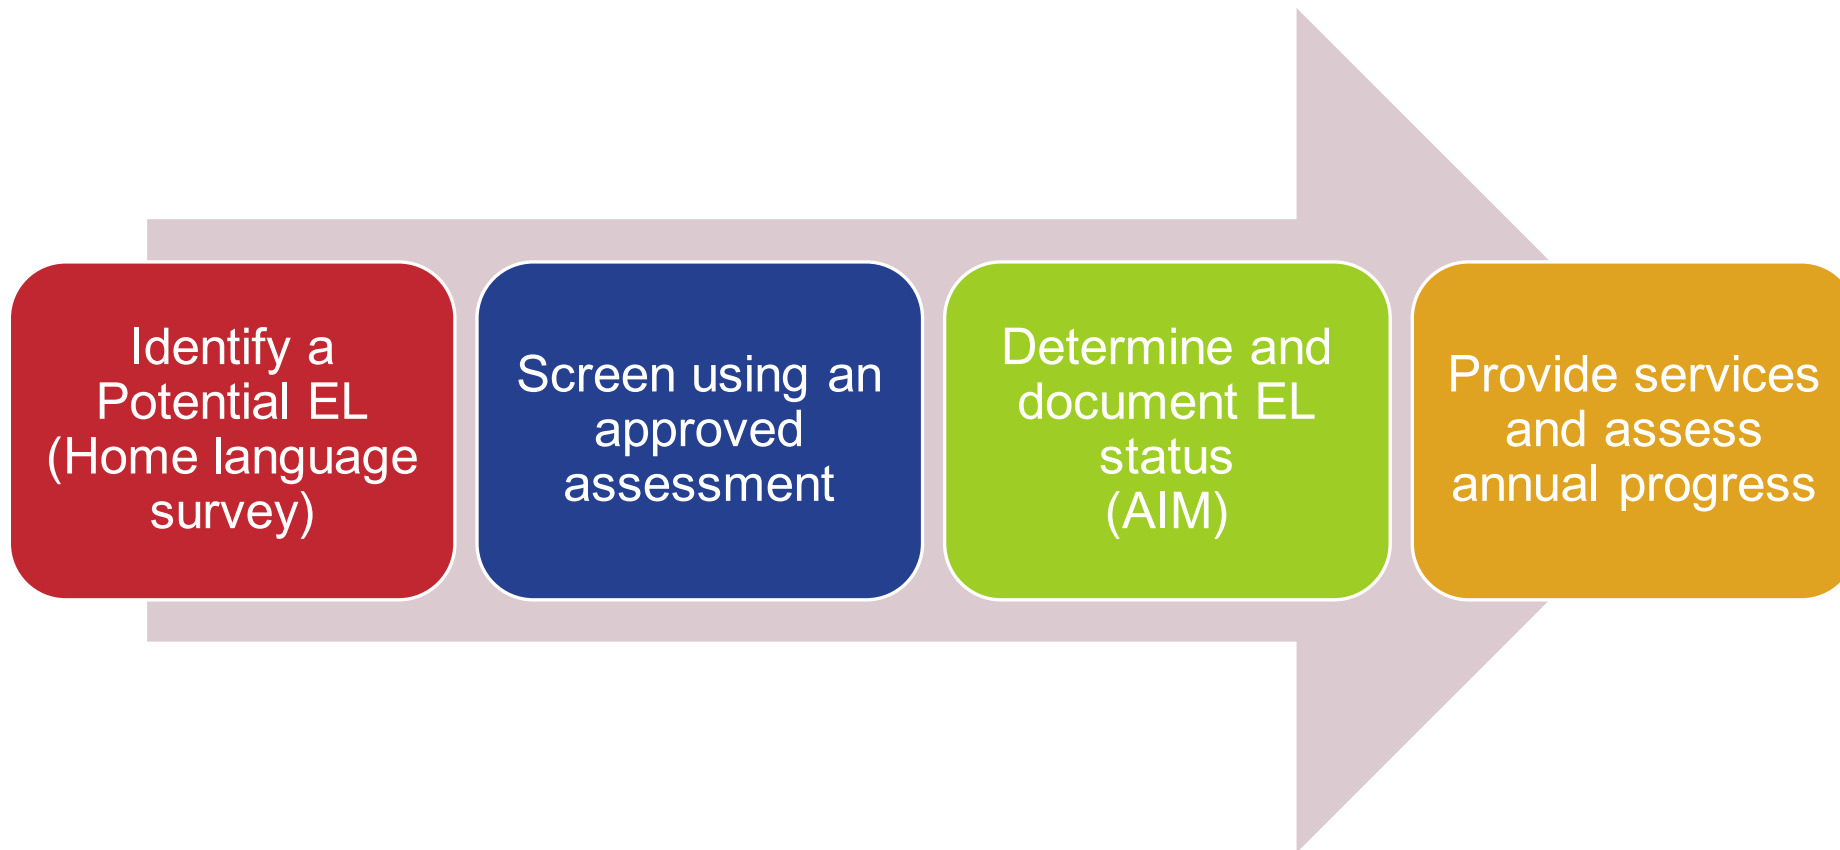 Identify a
Potential EL
(Home language
survey)
Screen using an
approved
assessment
Determine and
document EL
status
(AIM)
Provide services
and assess
annual progress